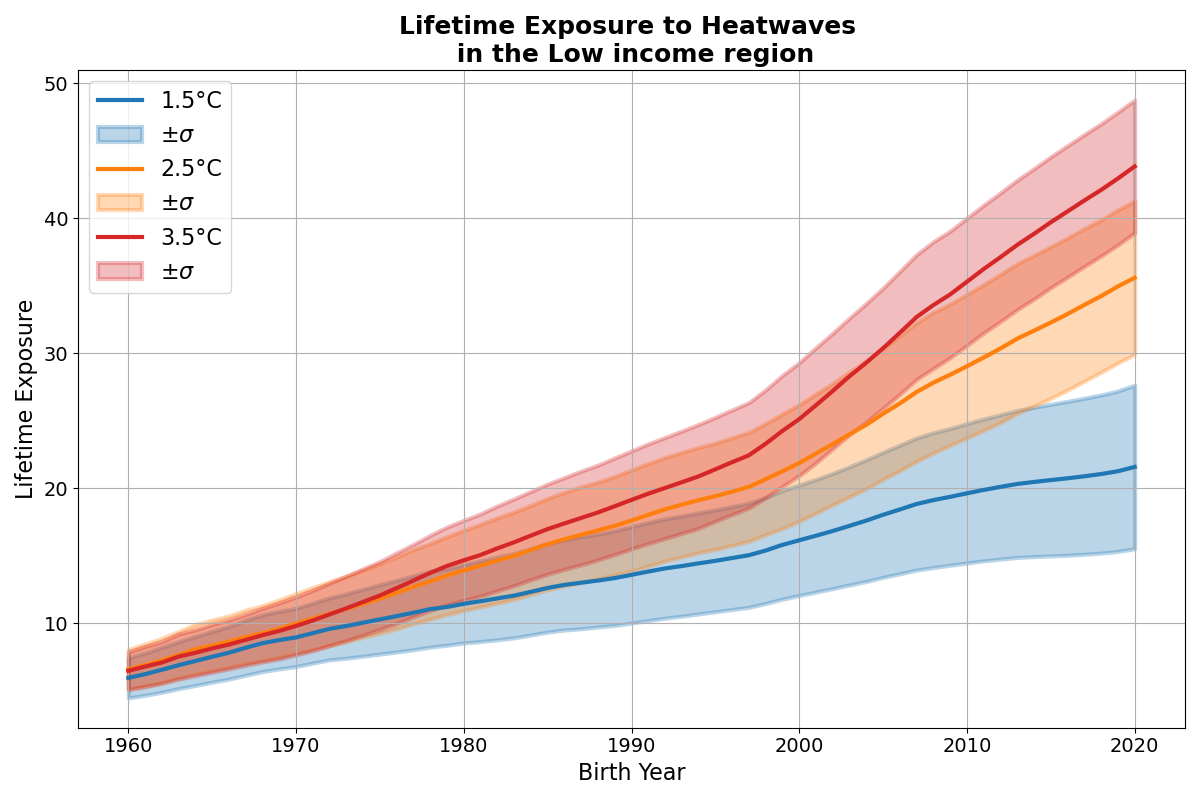 Lifetime Exposure to Heatwaves
in the Low income region
1.5°C
±σ
2.5°C
±σ
3.5°C
±σ
50
40
30
20
10
Lifetime Exposure
1960
1970
1980
1990
2000
2010
2020
Birth Year